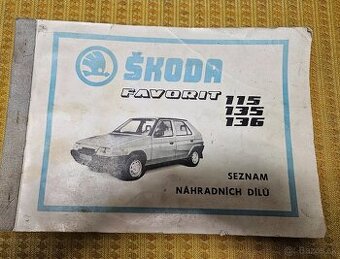 ŠKODA
FAVORIT 115
135
136
SEZNAM
NÁHRADNÍCH DÍLŮ